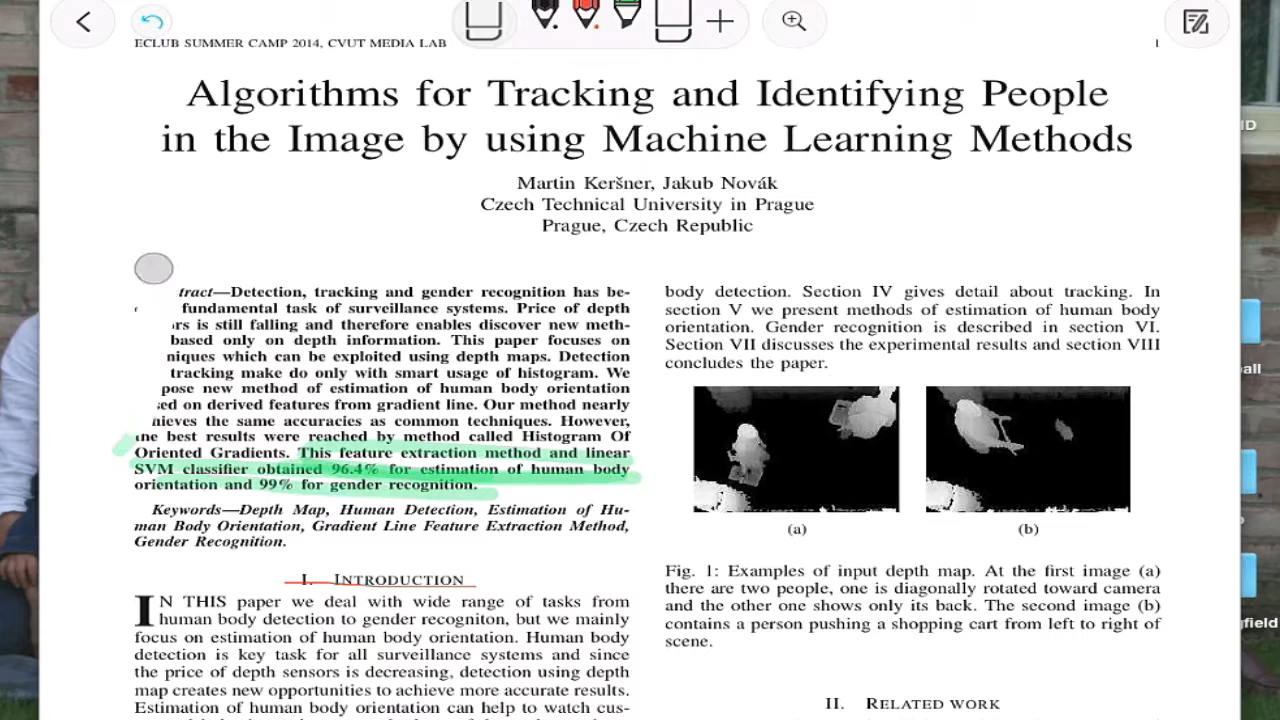 ECLUB SUMMER CAMP 2014, CVUT MEDIA LAB
1
Algorithms for Tracking and Identifying People
in the Image by using Machine Learning Methods
Martin Keršner, Jakub Novák
Czech Technical University in Prague
Prague, Czech Republic
tract—Detection, tracking and gender recognition has be-
fundamental task of surveillance systems. Price of depth
rs is still falling and therefore enables discover new meth-
based only on depth information. This paper focuses on
niques which can be exploited using depth maps. Detection
tracking make do only with smart usage of histogram. We
pose new method of estimation of human body orientation
ed on derived features from gradient line. Our method nearly
ieves the same accuracies as common techniques. However,
the best results were reached by method called Histogram Of
Oriented Gradients. This feature extraction method and linear
SVM classifier obtained 96.4% for estimation of human body
orientation and 99% for gender recognition.
Keywords—Depth Map, Human Detection, Estimation of Hu-
man Body Orientation, Gradient Line Feature Extraction Method,
Gender Recognition.
I. INTRODUCTION
IN THIS paper we deal with wide range of tasks from
human body detection to gender recogniton, but we mainly
focus on estimation of human body orientation. Human body
detection is key task for all surveillance systems and since
the price of depth sensors is decreasing, detection using depth
map creates new opportunities to achieve more accurate results.
Estimation of human body orientation can help to watch cus-
body detection. Section IV gives detail about tracking. In
section V we present methods of estimation of human body
orientation. Gender recognition is described in section VI.
Section VII discusses the experimental results and section VIII
concludes the paper.
(a)
(b)
Fig. 1: Examples of input depth map. At the first image (a)
there are two people, one is diagonally rotated toward camera
and the other one shows only its back. The second image (b)
contains a person pushing a shopping cart from left to right of
scene.
II. RELATED WORK
ID
all
gfield